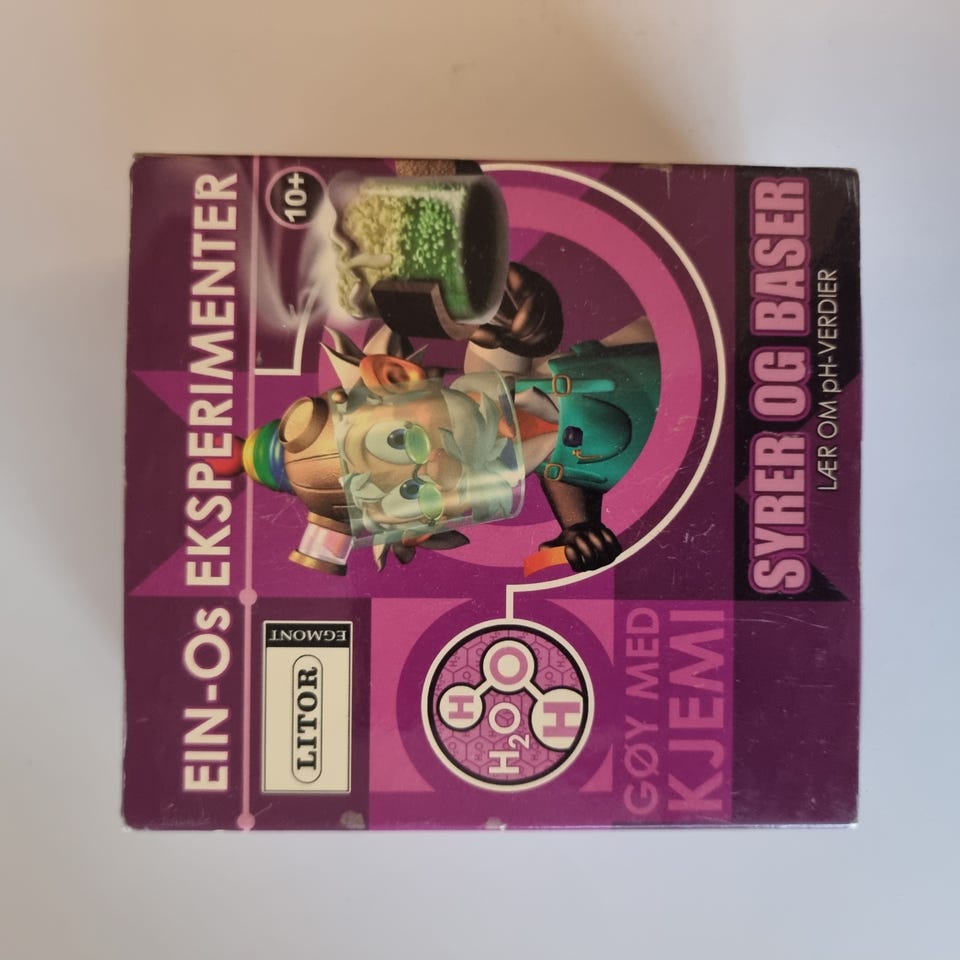 EIN-Os EKSPERIMENTER
10+
EGMONT
LITOR
H
O
H
H₂O
GØY MED
KJEMI
SYRER OG BASER
LÆR OM pH-VERDIER